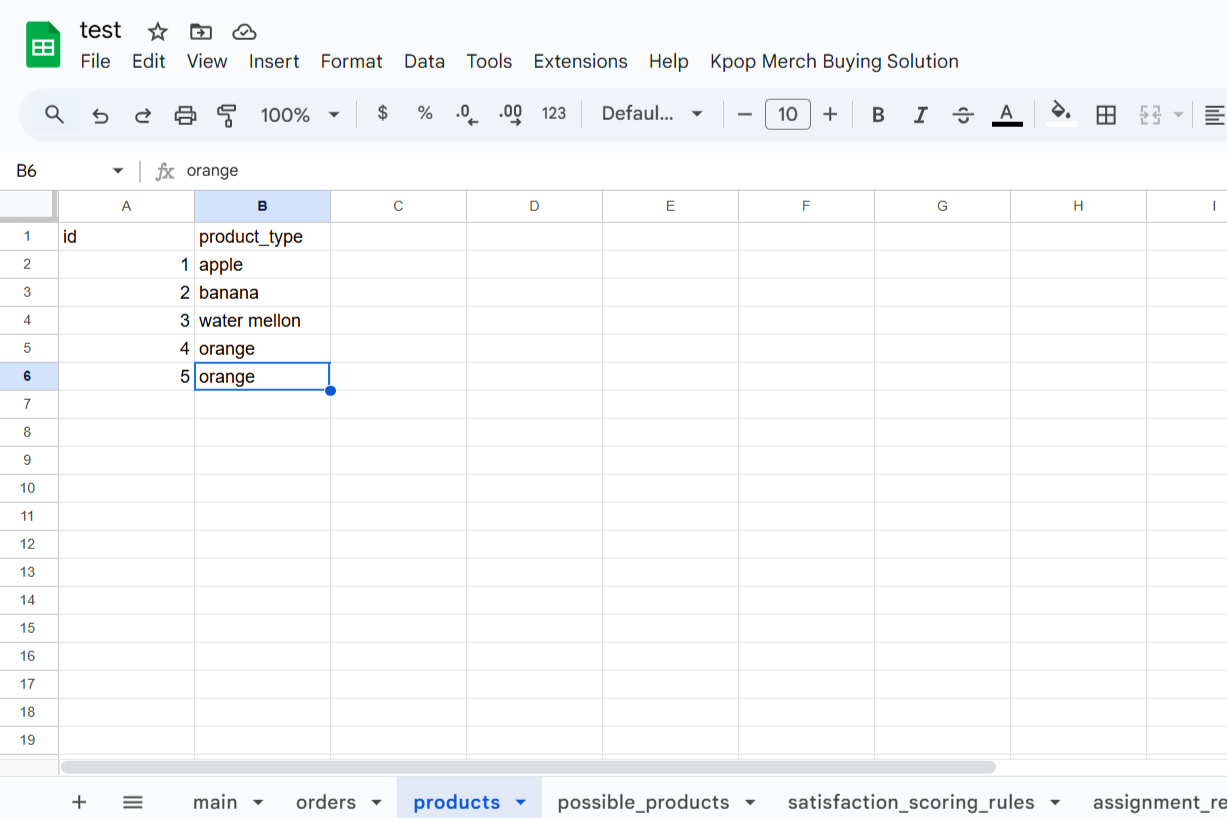 test
File Edit View Insert Format Data Tools Extensions Help Kpop Merch Buying Solution
100% $ % .0 .00 123 Defaul... 10 B I S A
B6 fx orange
A B C D E F G H I
1 id product_type
2 1 apple
3 2 banana
4 3 water mellon
5 4 orange
6 5 orange
7
8
9
10
11
12
13
14
15
16
17
18
19
main orders products possible_products satisfaction_scoring_rules assignment_re